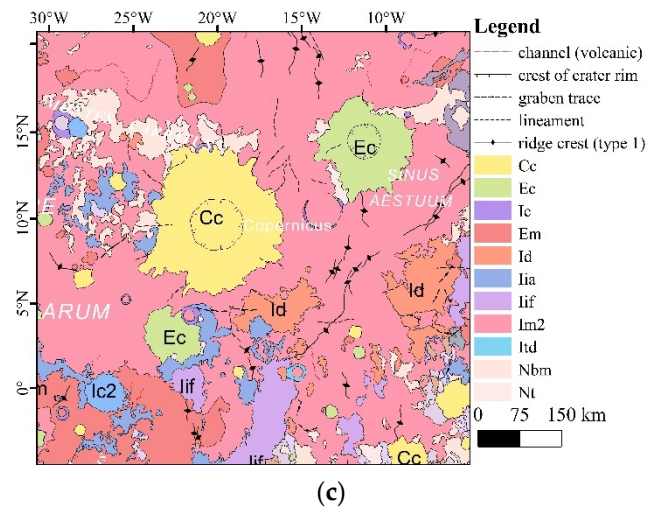 30°W 25°W 20°W 15°W 10°W
15°N
10°N
5°N
0°
Ec
SINUS
AESTUUM
Cc
Copernicus
ARUM
Id
Id
Ec
Ic2
Iif
m
Iif
Cc
Legend
channel (volcanic)
crest of crater rim
graben trace
lineament
ridge crest (type 1)
Cc
Ec
Ic
Em
Id
Iia
Iif
Im2
Itd
Nbm
Nt
0 75 150 km
(c)